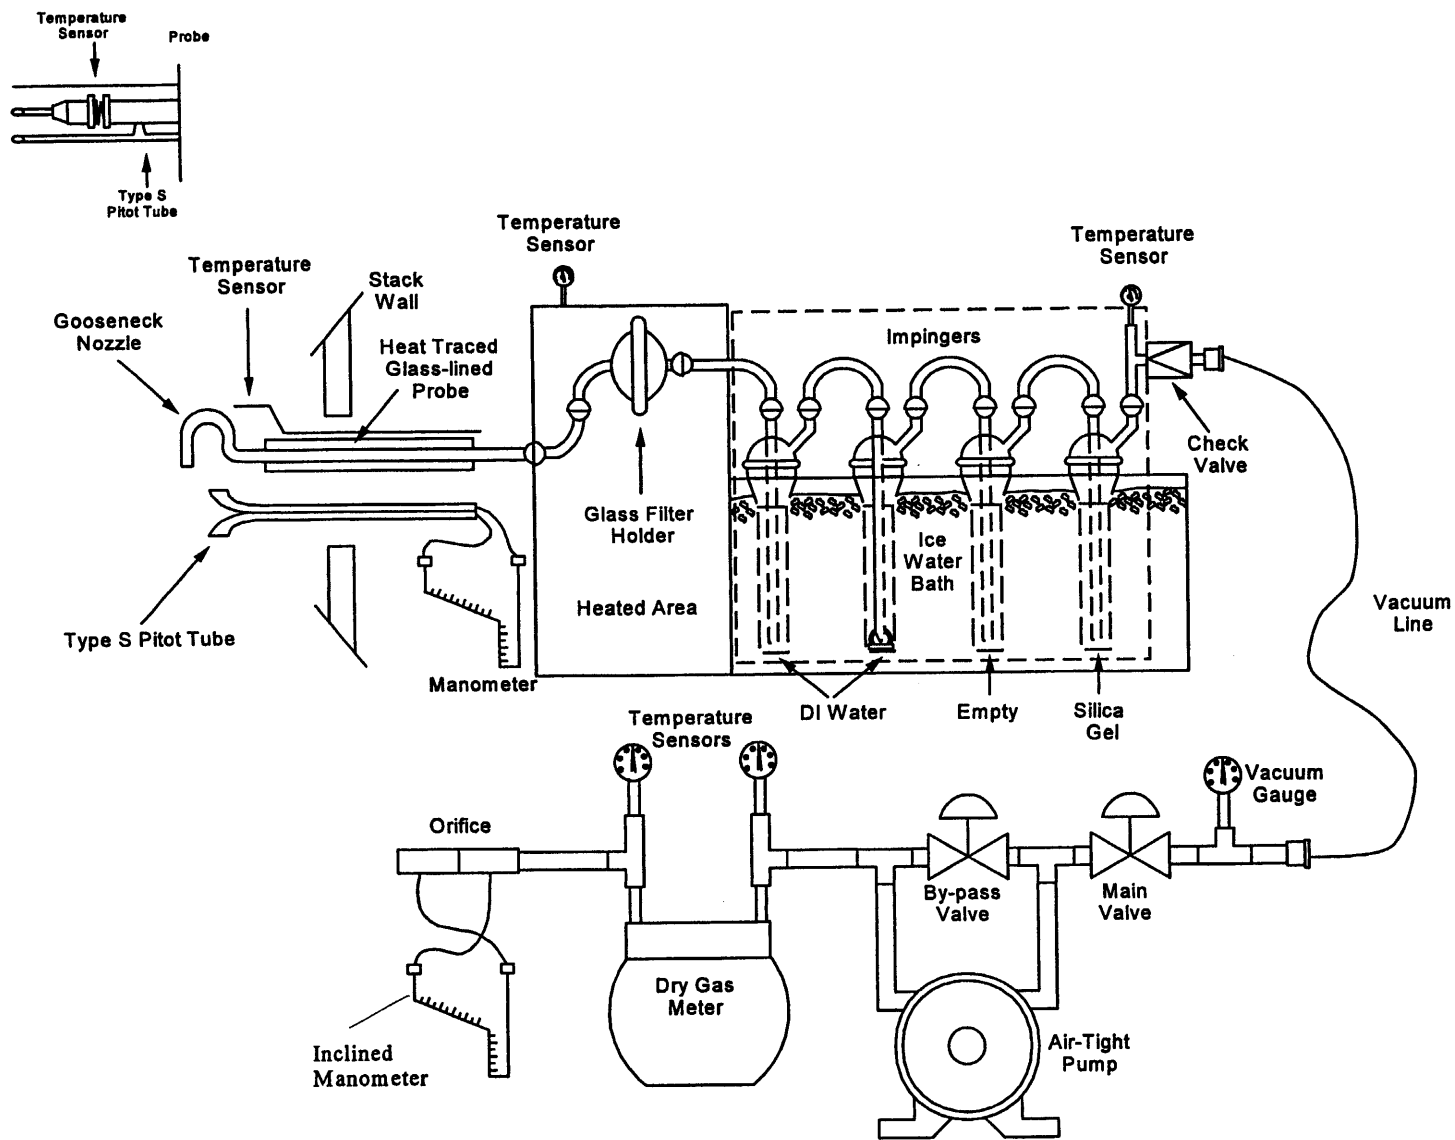 Temperature
Sensor
Probe
Type S
Pitot Tube
Temperature
Sensor
Temperature
Sensor
Temperature
Sensor
Stack
Wall
Gooseneck
Nozzle
Heat Traced
Glass-lined
Probe
Impingers
Check
Valve
Glass Filter
Holder
Ice
Water
Bath
Heated Area
Vacuum
Line
Type S Pitot Tube
Manometer
DI Water
Empty
Silica
Gel
Temperature
Sensors
Vacuum
Gauge
Orifice
By-pass
Valve
Main
Valve
Dry Gas
Meter
Air-Tight
Pump
Inclined
Manometer